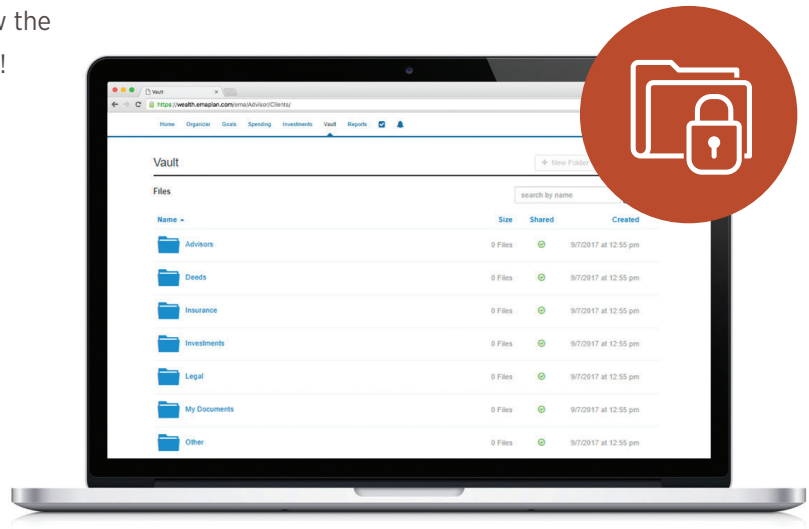 w the
!
Vault
https://wealth.emaplan.com/ema/Advisor/Clients/
Home Organizer Goals Spending Investments Vault Reports
Vault
+ New Folder
Files
search by name
Name Size Shared Created
Advisors 0 Files 9/7/2017 at 12:55 pm
Deeds 0 Files 9/7/2017 at 12:55 pm
Insurance 0 Files 9/7/2017 at 12:55 pm
Investments 0 Files 9/7/2017 at 12:55 pm
Legal 0 Files 9/7/2017 at 12:55 pm
My Documents 0 Files 9/7/2017 at 12:55 pm
Other 0 Files 9/7/2017 at 12:55 pm